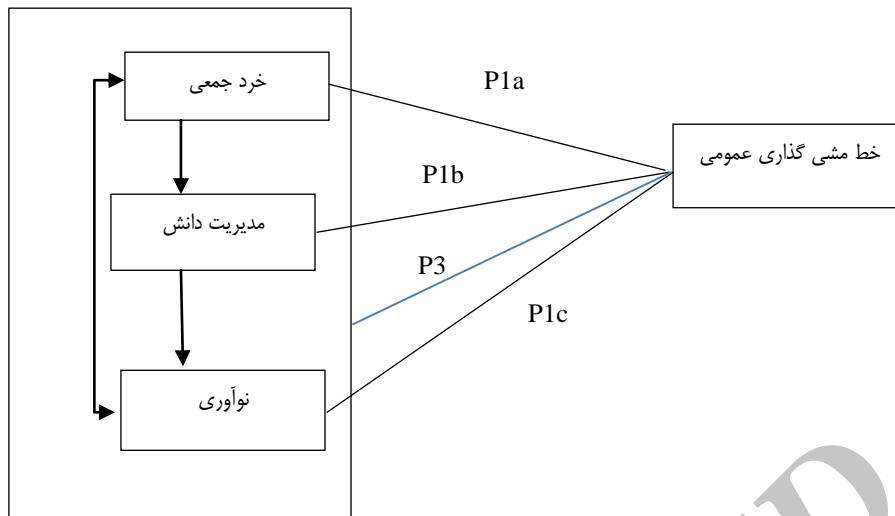 خرد جمعی
P1a
خط مشی گذاری عمومی
P1b
مدیریت دانش
P3
P1c
نوآوری